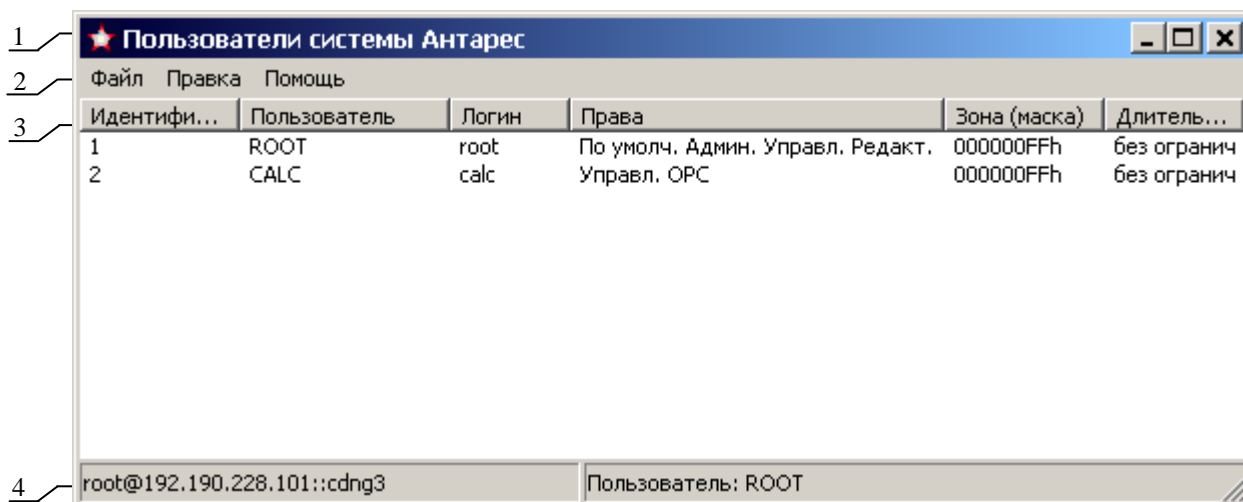 1 Пользователи системы Антарес
2 Файл Правка Помощь
3 Идентифи... Пользователь Логин Права Зона (маска) Длитель...
1 ROOT root По умолч. Админ. Управл. Редакт. 000000FFh без огранич
2 CALC calc Управл. ОРС 000000FFh без огранич
4 root@192.190.228.101::cdng3 Пользователь: ROOT